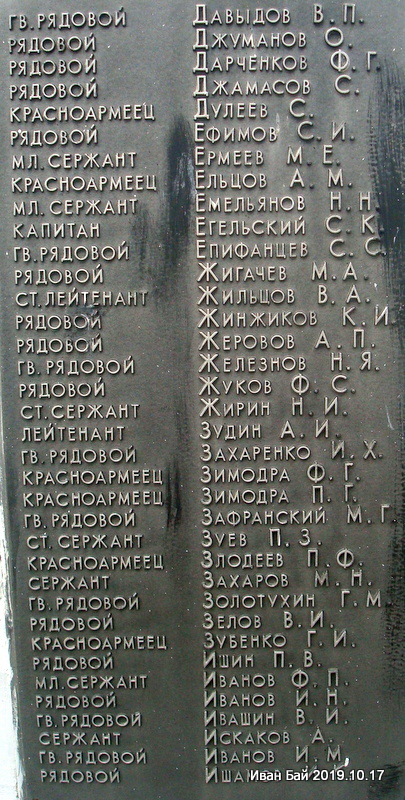 ГВ. РЯДОВОЙ ДАВЫДОВ В. П.
РЯДОВОЙ ДЖУМАНОВ О.
РЯДОВОЙ ДАРЧЕНКОВ Ф. Г.
РЯДОВОЙ ДЖАМАСОВ С.
КРАСНОАРМЕЕЦ ДУЛЕЕВ С.
РЯДОВОЙ ЕФИМОВ С. И.
МЛ. СЕРЖАНТ ЕРМЕЕВ М. Е.
КРАСНОАРМЕЕЦ ЕЛЬЦОВ А. М.
МЛ. СЕРЖАНТ ЕМЕЛЬЯНОВ Н. Н.
КАПИТАН ЕГЕЛЬСКИЙ С. К.
ГВ. РЯДОВОЙ ЕПИФАНЦЕВ С. С.
РЯДОВОЙ ЖИГАЧЕВ М. А.
СТ. ЛЕЙТЕНАНТ ЖИЛЬЦОВ В. А.
РЯДОВОЙ ЖИНЖИКОВ К. И.
РЯДОВОЙ ЖЕРОВОВ А. П.
ГВ. РЯДОВОЙ ЖЕЛЕЗНОВ Н. Я.
РЯДОВОЙ ЖУКОВ Ф. С.
СТ. СЕРЖАНТ ЖИРИН Н. И.
ЛЕЙТЕНАНТ ЗУДИН А. И.
ГВ. РЯДОВОЙ ЗАХАРЕНКО И. Х.
КРАСНОАРМЕЕЦ ЗИМОДРА Ф. Г.
КРАСНОАРМЕЕЦ ЗИМОДРА П. Г.
ГВ. РЯДОВОЙ ЗАФРАНСКИЙ М. Г.
СТ. СЕРЖАНТ ЗУЕВ П. З.
КРАСНОАРМЕЕЦ ЗЛОДЕЕВ П. Ф.
СЕРЖАНТ ЗАХАРОВ М. Н.
ГВ. РЯДОВОЙ ЗОЛОТУХИН Г. М.
РЯДОВОЙ ЗЕЛОВ В. И.
КРАСНОАРМЕЕЦ ЗУБЕНКО Г. И.
РЯДОВОЙ ИШИН П. В.
МЛ. СЕРЖАНТ ИВАНОВ Ф. П.
РЯДОВОЙ ИВАНОВ И. Н.
ГВ. РЯДОВОЙ ИВАШИН В. И.
СЕРЖАНТ ИСКАКОВ А.
ГВ. РЯДОВОЙ ИВАНОВ И. М.
РЯДОВОЙ
Иван Бай 2019.10.17